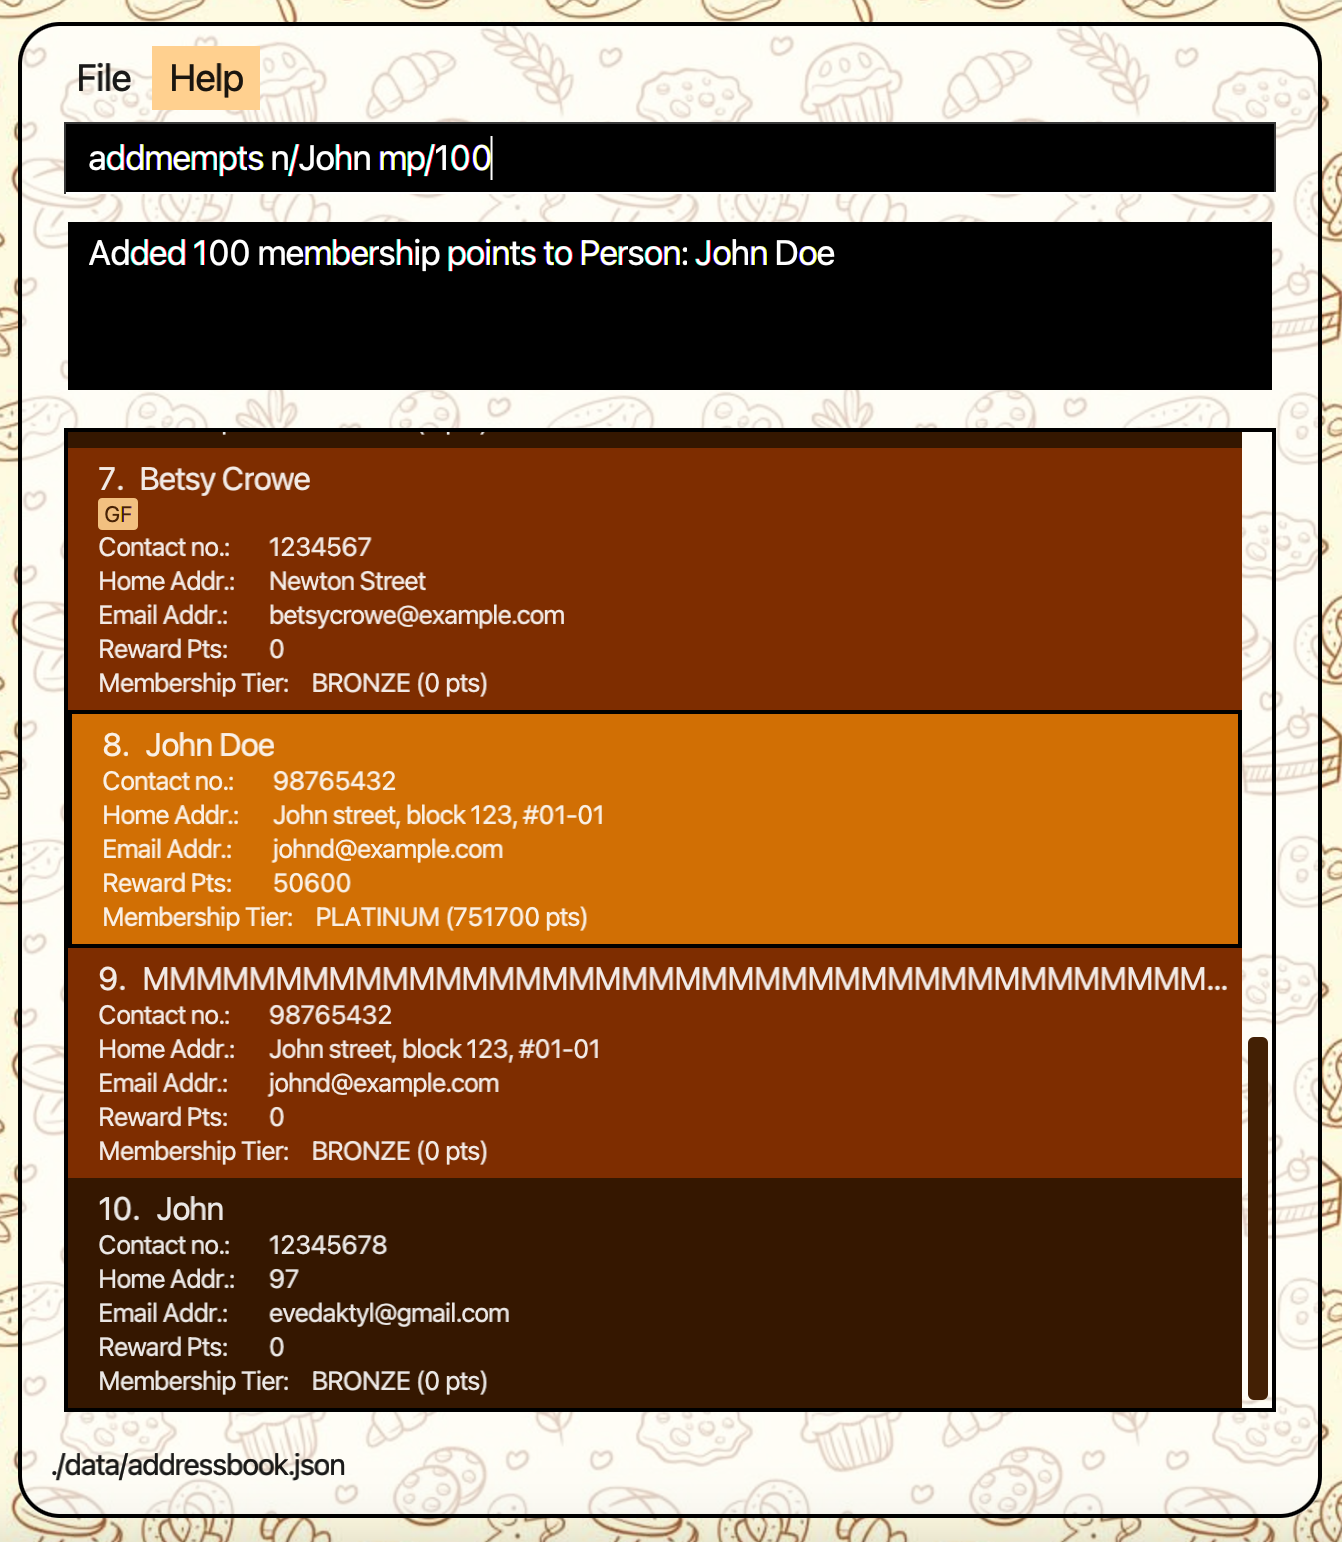 File Help
addmempts n/John mp/100
Added 100 membership points to Person: John Doe
7. Betsy Crowe
GF
Contact no.: 1234567
Home Addr.: Newton Street
Email Addr.: betsycrowe@example.com
Reward Pts: 0
Membership Tier: BRONZE (0 pts)
8. John Doe
Contact no.: 98765432
Home Addr.: John street, block 123, #01-01
Email Addr.: johnd@example.com
Reward Pts: 50600
Membership Tier: PLATINUM (751700 pts)
9. MMMMMMMMMMMMMMMMMMMMMMMMMMMMMMMMMMMMMMMM...
Contact no.: 98765432
Home Addr.: John street, block 123, #01-01
Email Addr.: johnd@example.com
Reward Pts: 0
Membership Tier: BRONZE (0 pts)
10. John
Contact no.: 12345678
Home Addr.: 97
Email Addr.: evedaktyl@gmail.com
Reward Pts: 0
Membership Tier: BRONZE (0 pts)
./data/addressbook.json